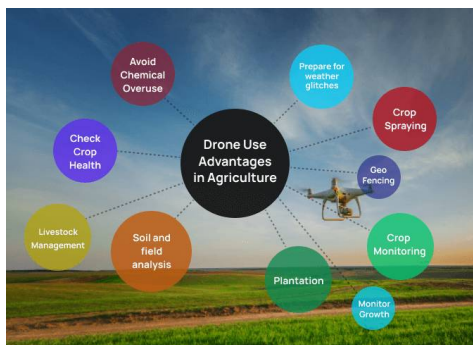 Avoid
Chemical
Overuse
Prepare for
weather
glitches
Crop
Spraying
Check
Crop
Health
Drone Use
Advantages
in Agriculture
Geo
Fencing
Livestock
Management
Soil and
field
analysis
Crop
Monitoring
Plantation
Monitor
Growth